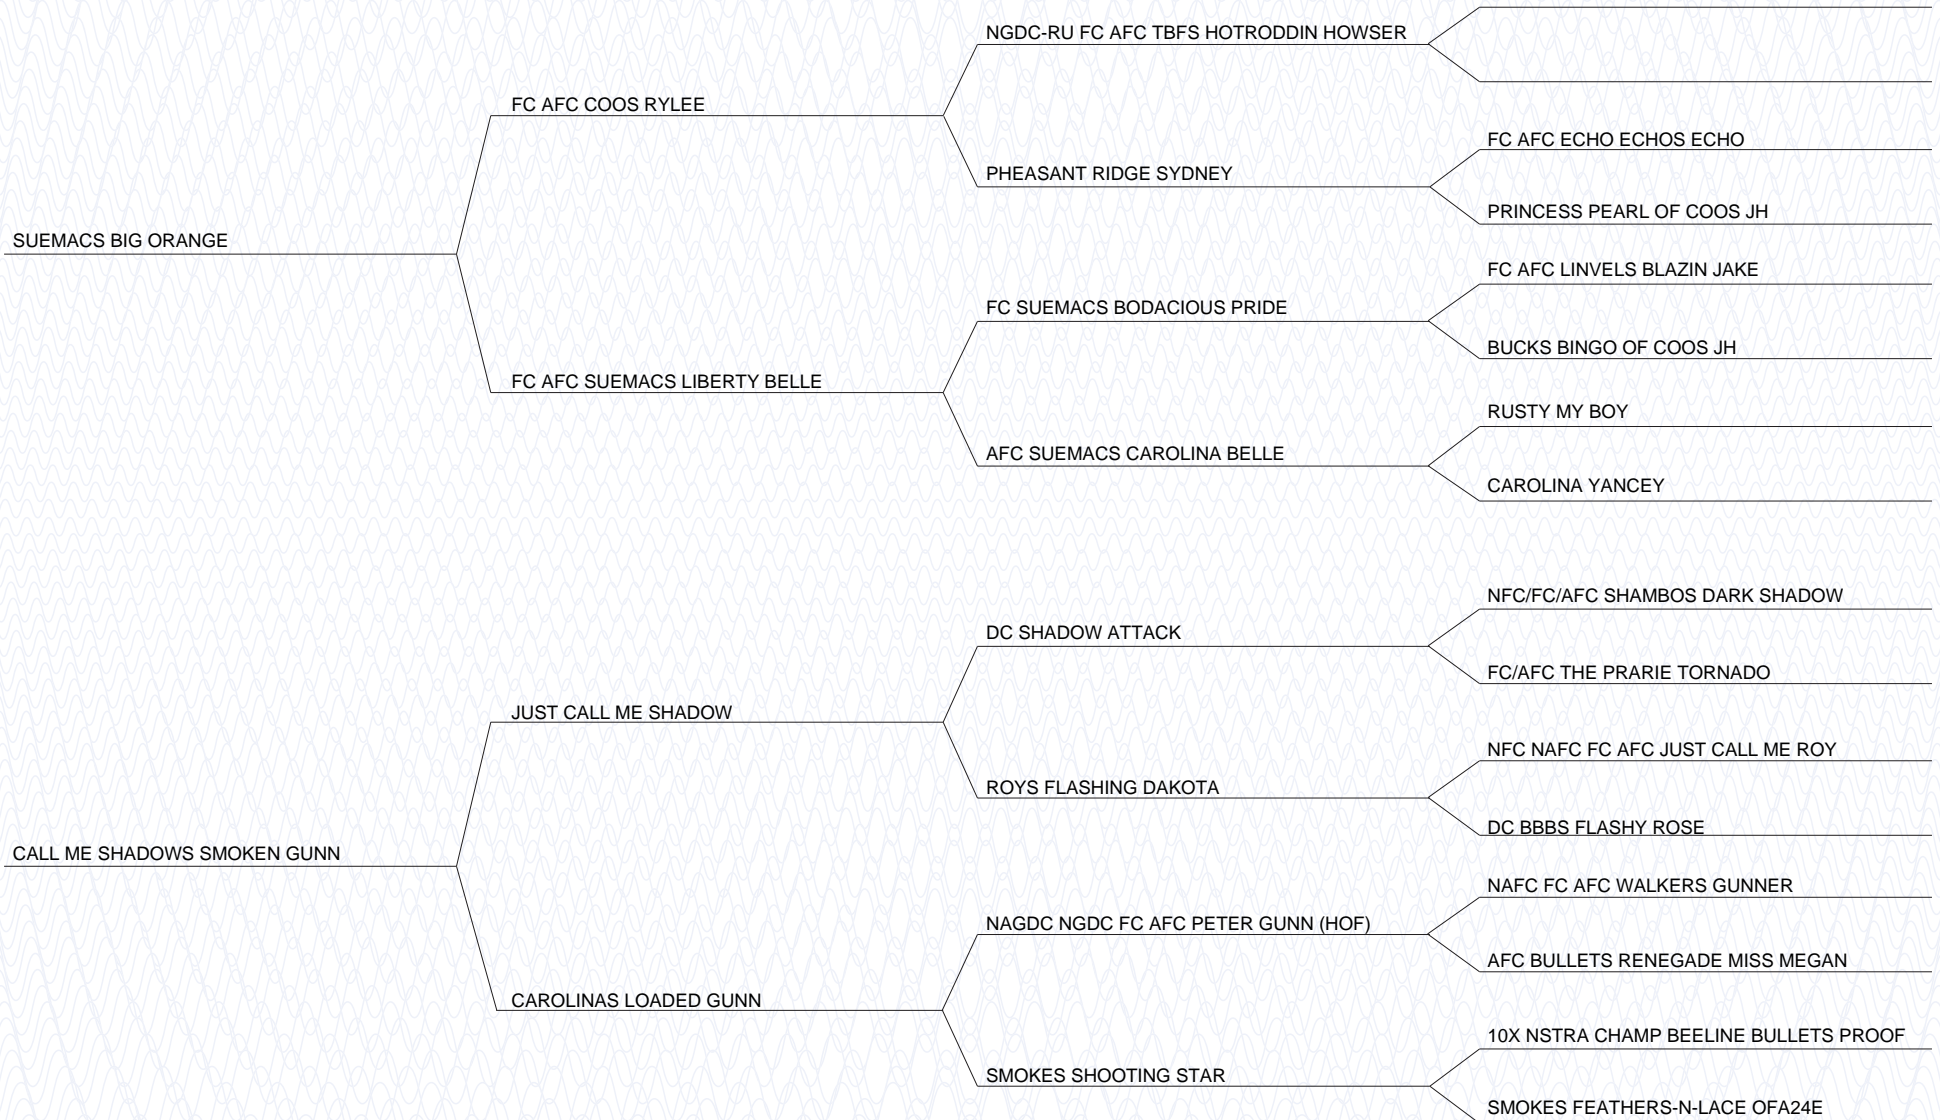 NGDC-RU FC AFC TBFS HOTRODDIN HOWSER
FC AFC COOS RYLEE
FC AFC ECHO ECHOS ECHO
PHEASANT RIDGE SYDNEY
PRINCESS PEARL OF COOS JH
SUEMACS BIG ORANGE
FC AFC LINVELS BLAZIN JAKE
FC SUEMACS BODACIOUS PRIDE
BUCKS BINGO OF COOS JH
FC AFC SUEMACS LIBERTY BELLE
RUSTY MY BOY
AFC SUEMACS CAROLINA BELLE
CAROLINA YANCEY
NFC/FC/AFC SHAMBOS DARK SHADOW
DC SHADOW ATTACK
FC/AFC THE PRARIE TORNADO
JUST CALL ME SHADOW
NFC NAFC FC AFC JUST CALL ME ROY
ROYS FLASHING DAKOTA
DC BBBS FLASHY ROSE
CALL ME SHADOWS SMOKEN GUNN
NAFC FC AFC WALKERS GUNNER
NAGDC NGDC FC AFC PETER GUNN (HOF)
AFC BULLETS RENEGADE MISS MEGAN
CAROLINAS LOADED GUNN
10X NSTRA CHAMP BEELINE BULLETS PROOF
SMOKES SHOOTING STAR
SMOKES FEATHERS-N-LACE OFA24E